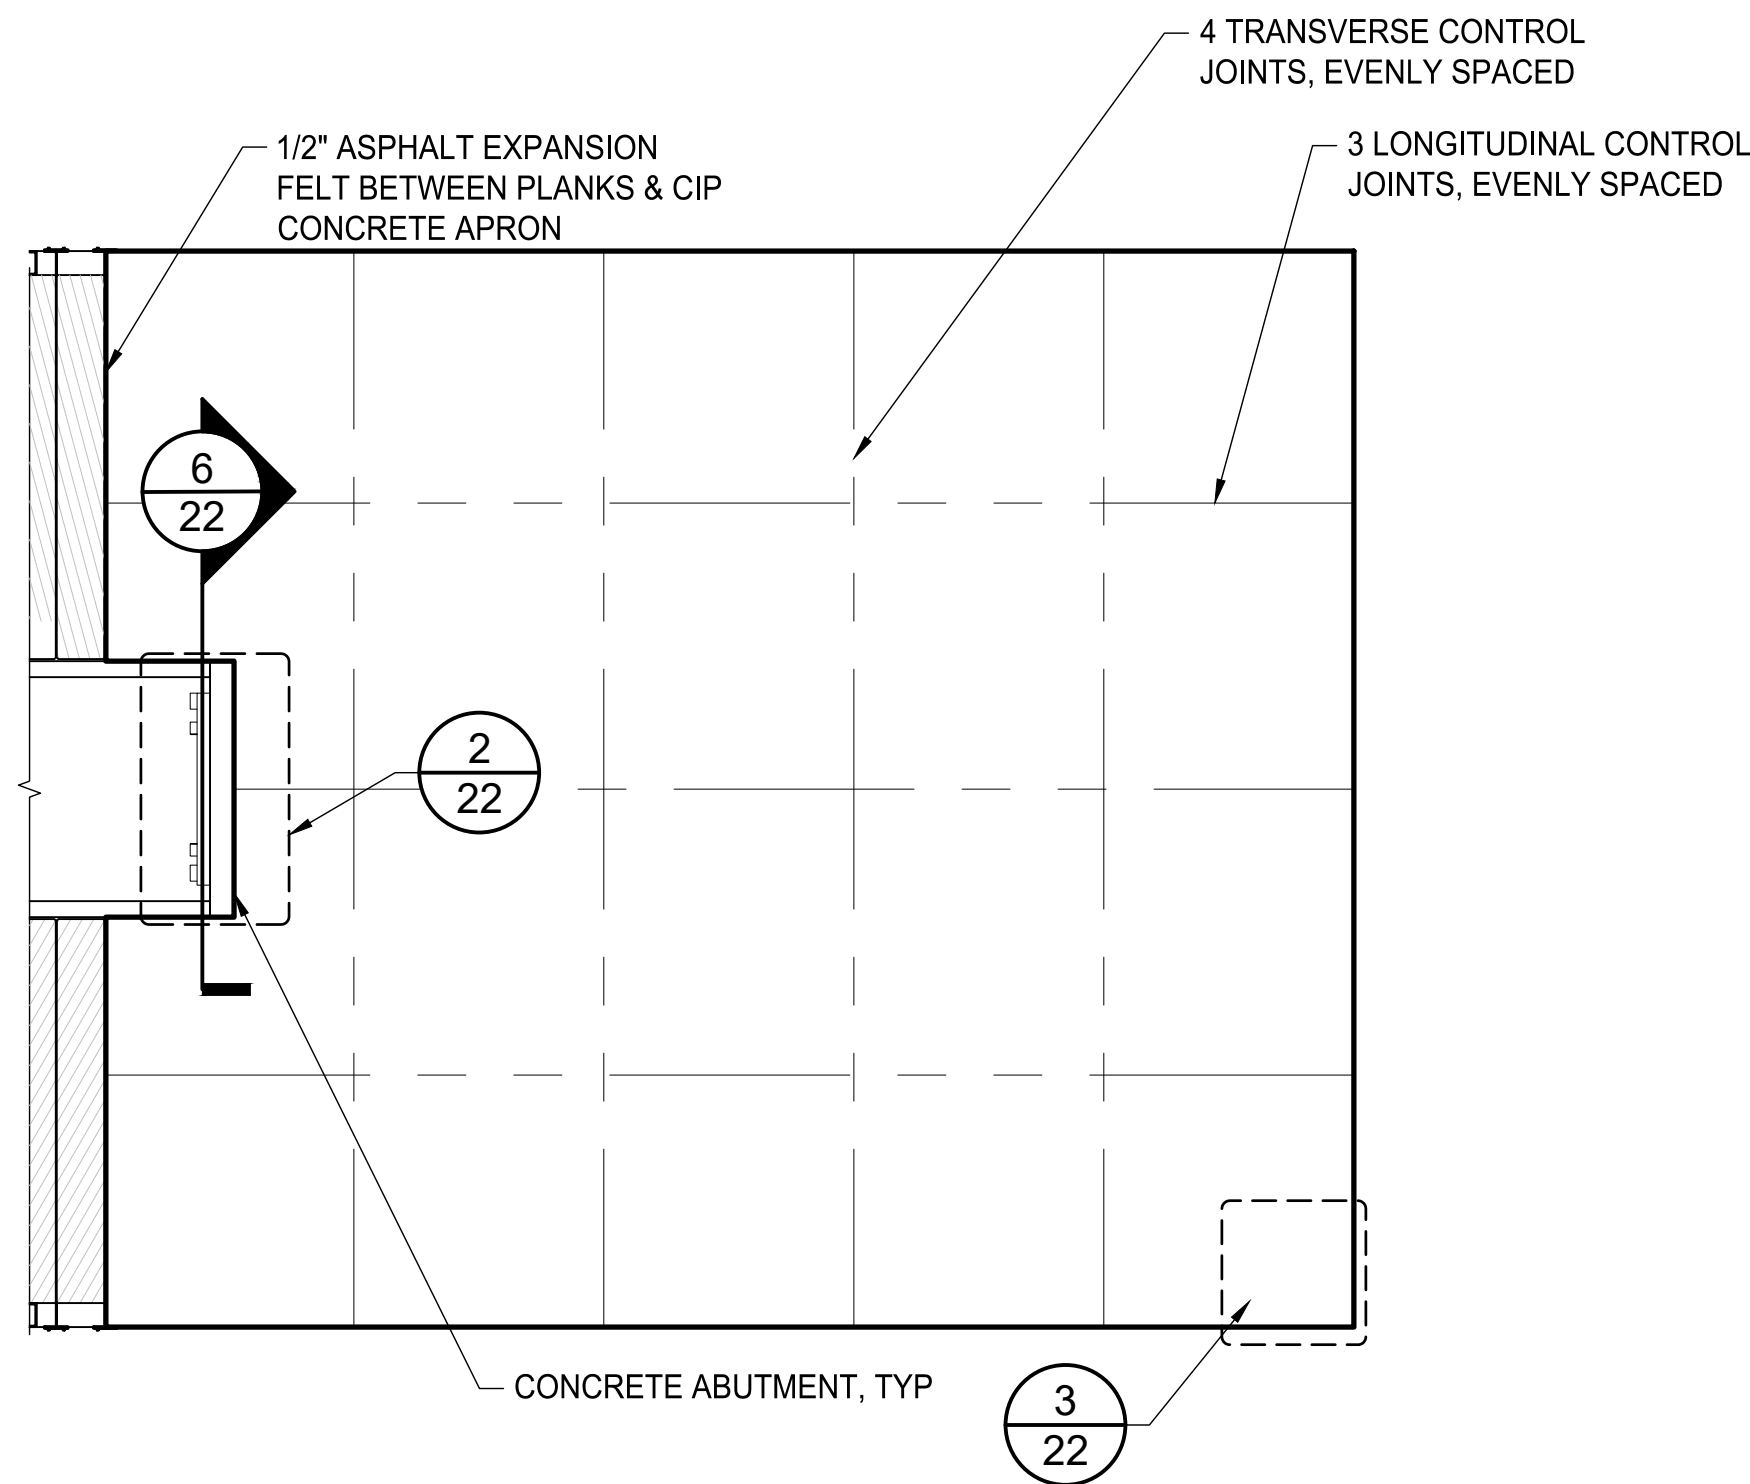 4 TRANSVERSE CONTROL
JOINTS, EVENLY SPACED
3 LONGITUDINAL CONTROL
JOINTS, EVENLY SPACED
1/2" ASPHALT EXPANSION
FELT BETWEEN PLANKS & CIP
CONCRETE APRON
6
22
2
22
CONCRETE ABUTMENT, TYP
3
22